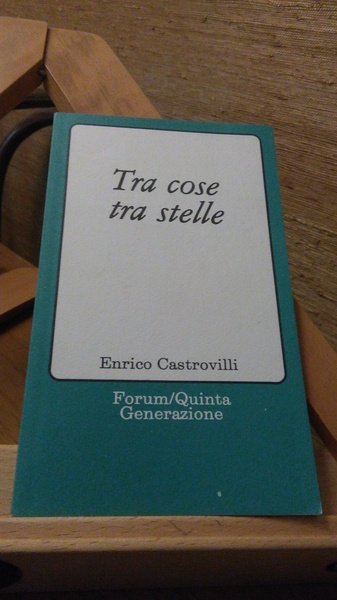 Tra cose
tra stelle
Enrico Castrovilli
Forum/Quinta
Generazione